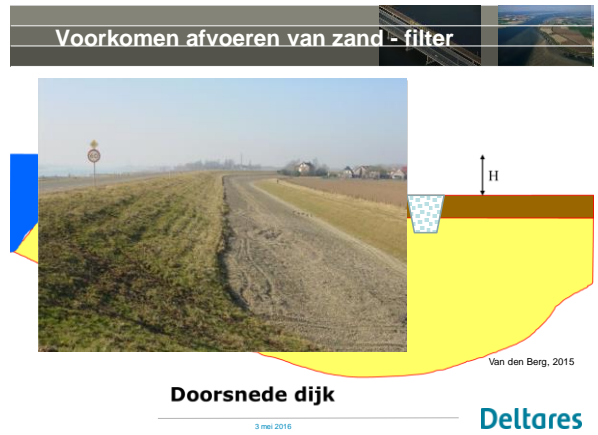 Voorkomen afvoeren van zand - filter
H
Van den Berg, 2015
Doorsnede dijk
3 mei 2016
Deltares